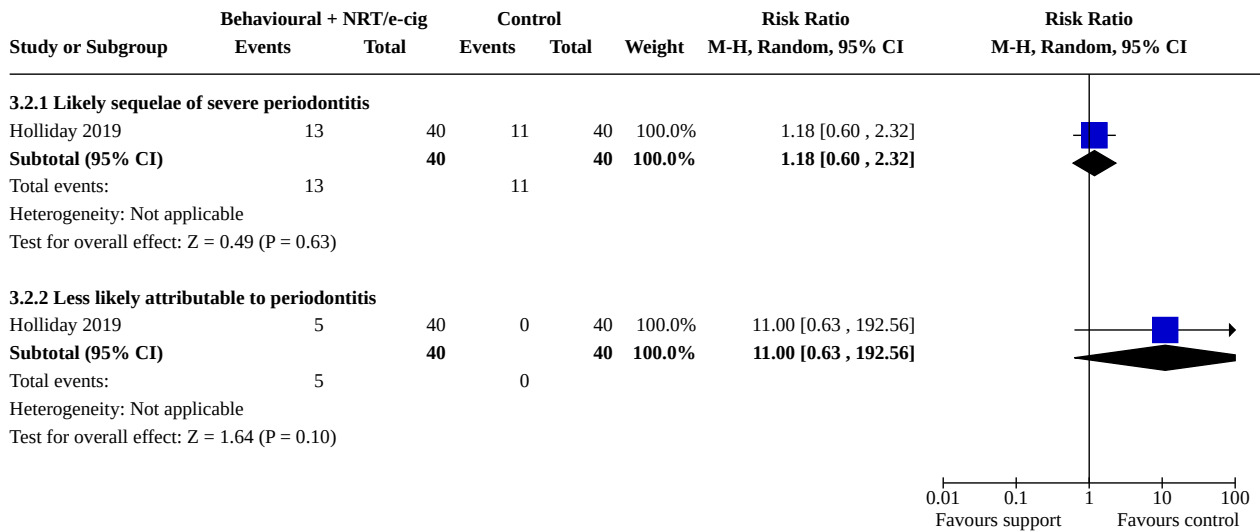 Behavioural + NRT/e-cig Control Risk Ratio Risk Ratio
Study or Subgroup Events Total Events Total Weight M-H, Random, 95% CI M-H, Random, 95% CI
3.2.1 Likely sequelae of severe periodontitis
Holliday 2019 13 40 11 40 100.0% 1.18 [0.60 , 2.32]
Subtotal (95% CI) 40 40 100.0% 1.18 [0.60 , 2.32]
Total events: 13 11
Heterogeneity: Not applicable
Test for overall effect: Z = 0.49 (P = 0.63)
3.2.2 Less likely attributable to periodontitis
Holliday 2019 5 40 0 40 100.0% 11.00 [0.63 , 192.56]
Subtotal (95% CI) 40 40 100.0% 11.00 [0.63 , 192.56]
Total events: 5 0
Heterogeneity: Not applicable
Test for overall effect: Z = 1.64 (P = 0.10)
0.01 0.1 1 10 100
Favours support Favours control